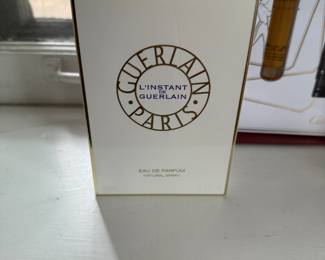 GUERLAIN
L'INSTANT
DE
GUERLAIN
PARIS
EAU DE PARFUM
NATURAL SPRAY